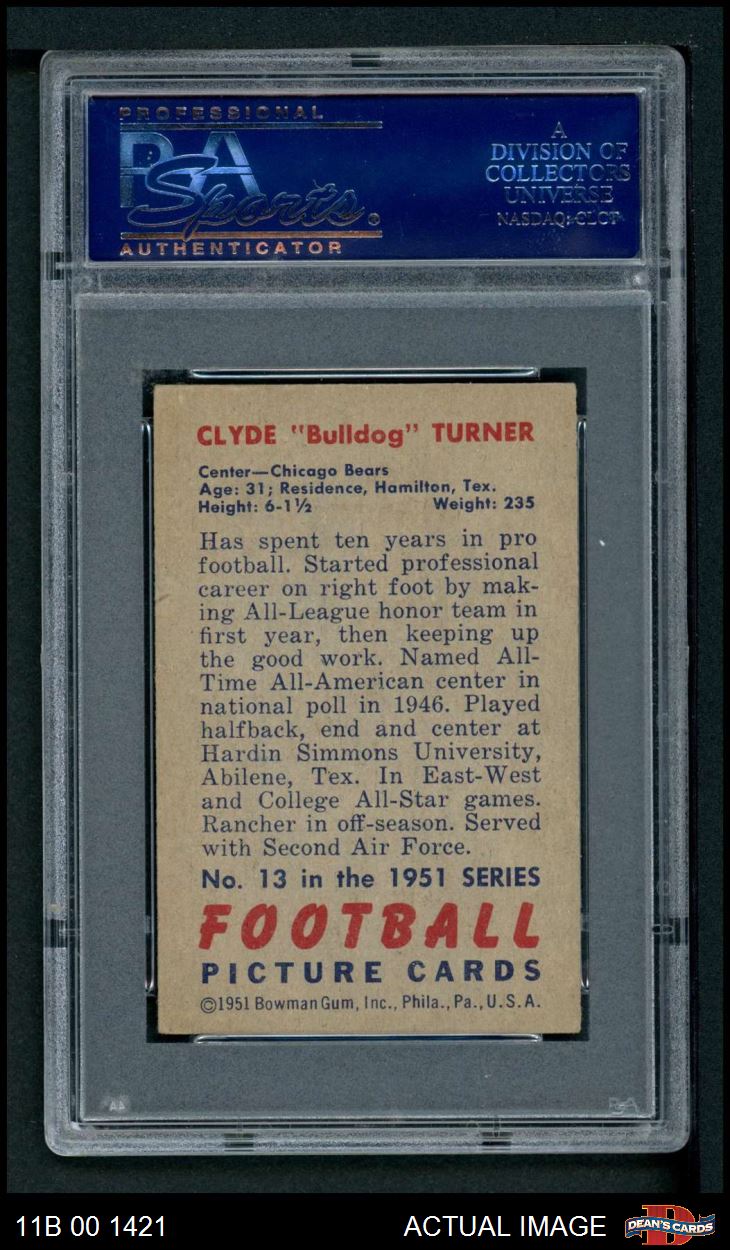 PROFESSIONAL
PSA
Sports
AUTHENTICATOR
A
DIVISION OF
COLLECTORS
UNIVERSE
NASDAQ: CLCT
CLYDE "Bulldog" TURNER
Center—Chicago Bears
Age: 31; Residence, Hamilton, Tex.
Height: 6-1½ Weight: 235
Has spent ten years in pro
football. Started professional
career on right foot by mak-
ing All-League honor team in
first year, then keeping up
the good work. Named All-
Time All-American center in
national poll in 1946. Played
halfback, end and center at
Hardin Simmons University,
Abilene, Tex. In East-West
and College All-Star games.
Rancher in off-season. Served
with Second Air Force.
No. 13 in the 1951 SERIES
FOOTBALL
PICTURE CARDS
©1951 Bowman Gum, Inc., Phila., Pa., U.S.A.
PSA
11B 00 1421
ACTUAL IMAGE
DEAN'S CARDS